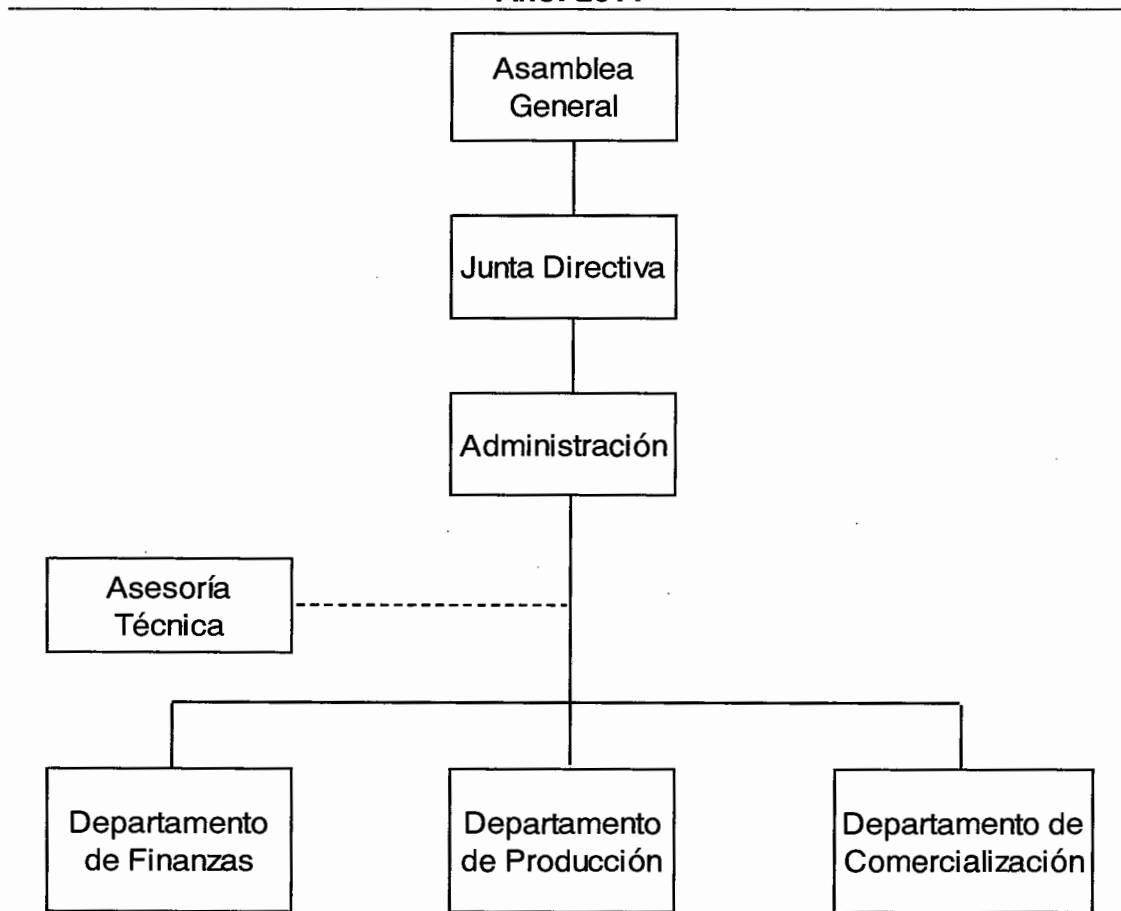 Asamblea
General
Junta Directiva
Administración
Asesoría
Técnica
Departamento
de Finanzas
Departamento
de Producción
Departamento de
Comercialización